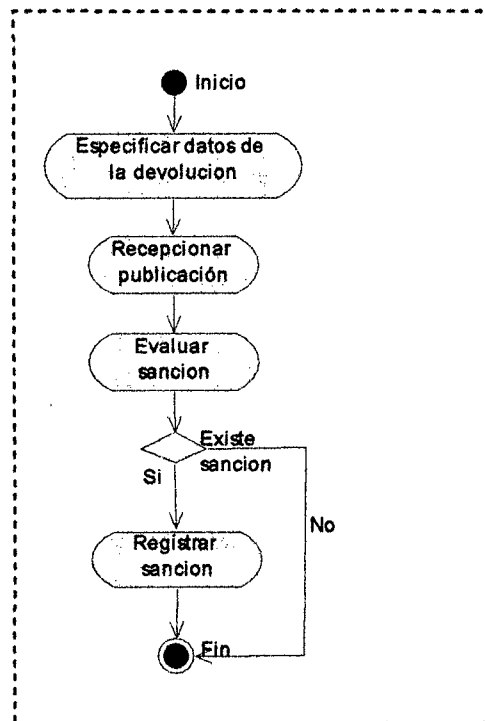 Inicio
Especificar datos de
la devolucion
Recepcionar
publicación
Evaluar
sancion
Existe
sancion
Si
No
Registrar
sancion
Fin